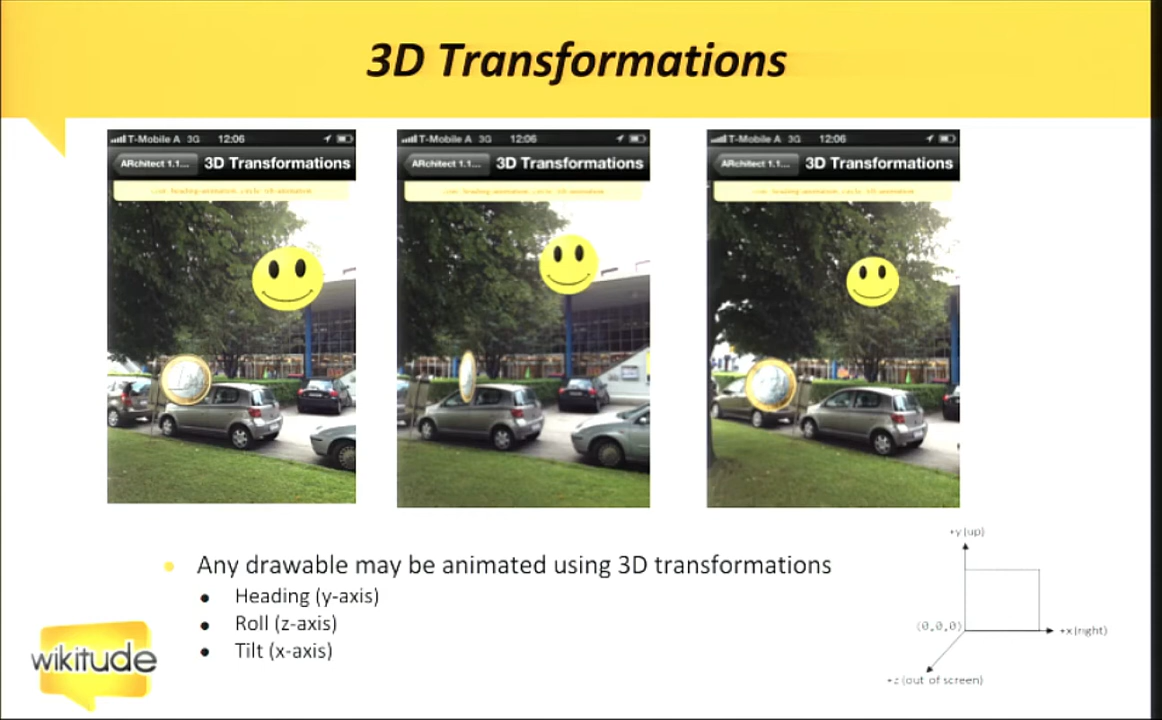 3D Transformations
T-Mobile A 3G 12:06
ARchitect 1.1... 3D Transformations
T-Mobile A 3G 12:06
ARchitect 1.1... 3D Transformations
T-Mobile A 3G 12:06
ARchitect 1.1... 3D Transformations
Any drawable may be animated using 3D transformations
Heading (y-axis)
Roll (z-axis)
Tilt (x-axis)
+y (up)
(0,0,0)
+x (right)
+z (out of screen)
wikitude